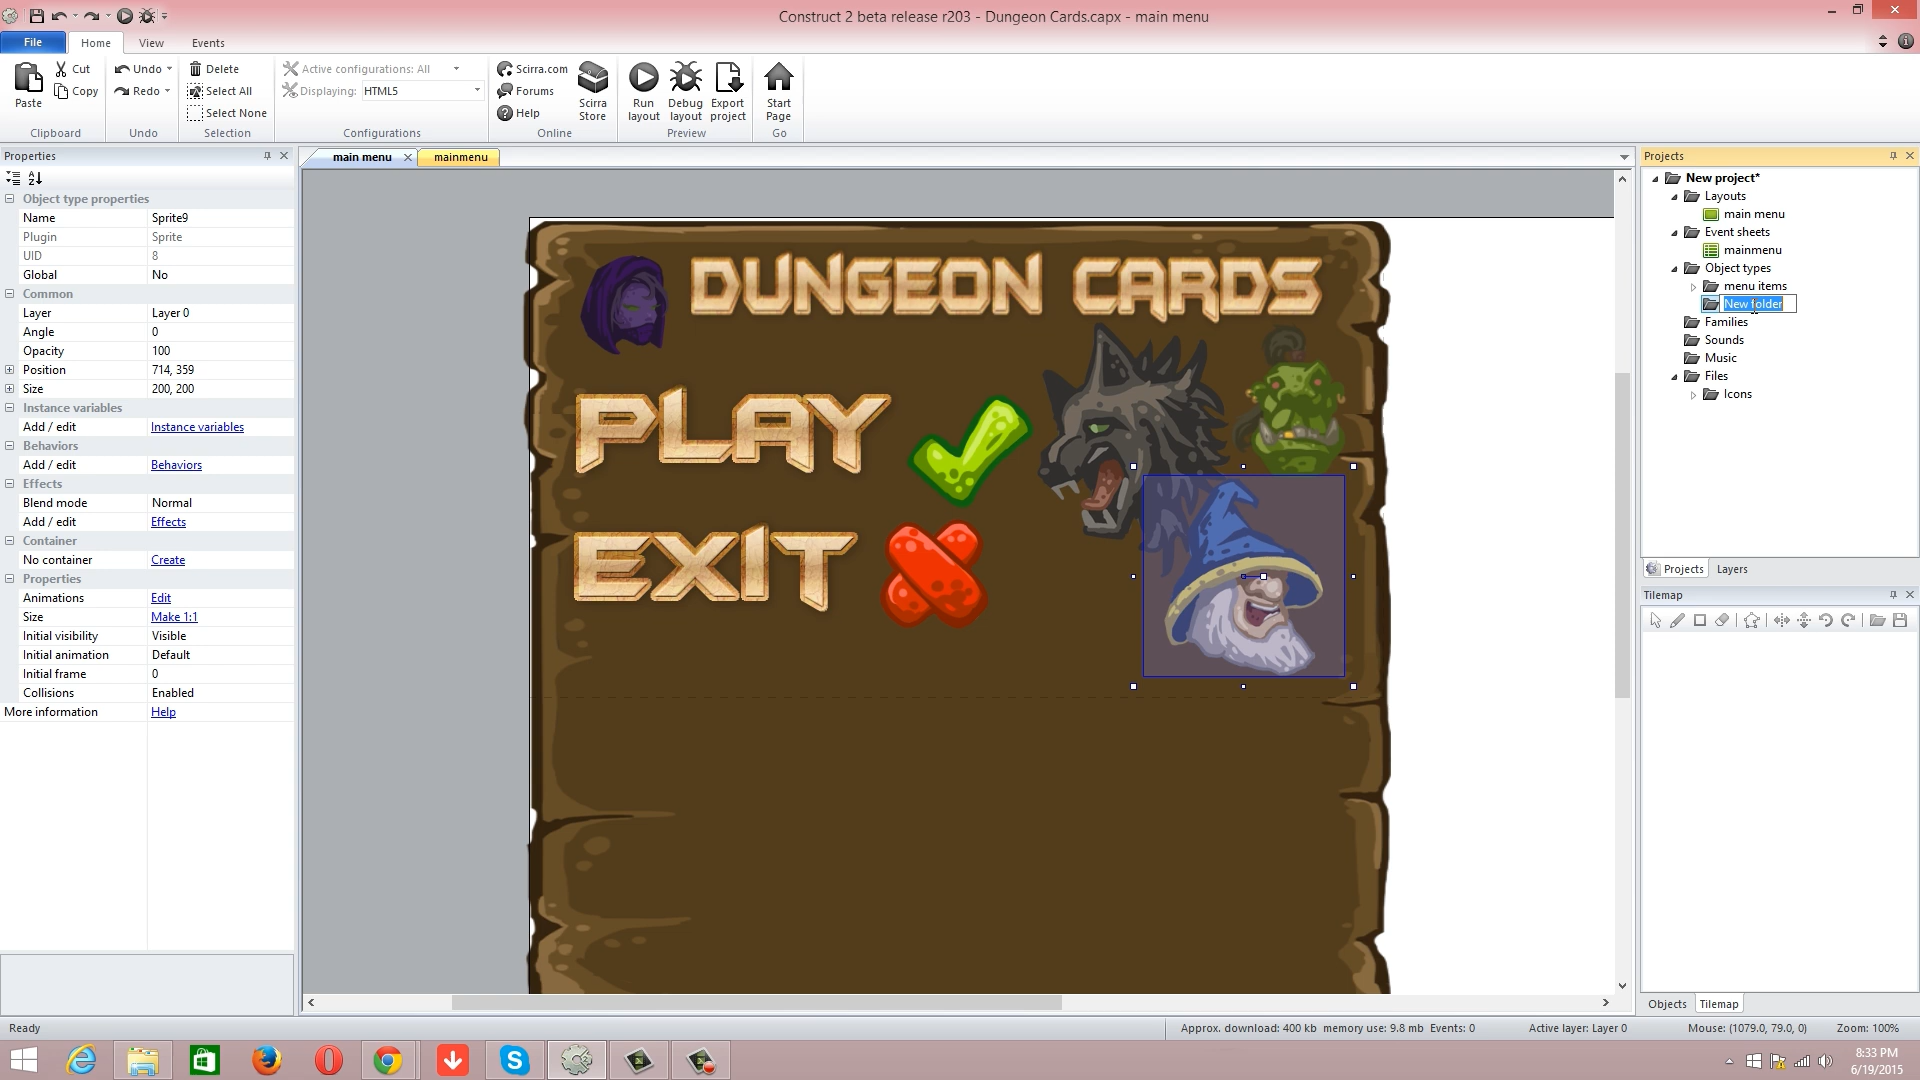 Construct 2 beta release r203 - Dungeon Cards.capx - main menu
File Home View Events
Paste
Cut
Copy
Clipboard
Undo
Redo
Undo
Delete
Select All
Select None
Selection
Active configurations: All
Displaying: HTML5
Configurations
Scirra.com
Forums
Help
Scirra Store
Online
Run layout
Debug layout
Export project
Preview
Start Page
Go
Properties
Object type properties
Name Sprite9
Plugin Sprite
UID 8
Global No
Common
Layer Layer 0
Angle 0
Opacity 100
Position 714, 359
Size 200, 200
Instance variables
Add / edit Instance variables
Behaviors
Add / edit Behaviors
Effects
Blend mode Normal
Add / edit Effects
Container
No container Create
Properties
Animations Edit
Size Make 1:1
Initial visibility Visible
Initial animation Default
Initial frame 0
Collisions Enabled
More information Help
main menu mainmenu
DUNGEON CARDS
PLAY
EXIT
Projects
New project*
Layouts
main menu
Event sheets
mainmenu
Object types
menu items
New folder
Families
Sounds
Music
Files
Icons
Projects Layers
Tilemap
Objects Tilemap
Ready
Approx. download: 400 kb memory use: 9.8 mb Events: 0
Active layer: Layer 0
Mouse: (1079.0, 79.0, 0)
Zoom: 100%
8:33 PM
6/19/2015